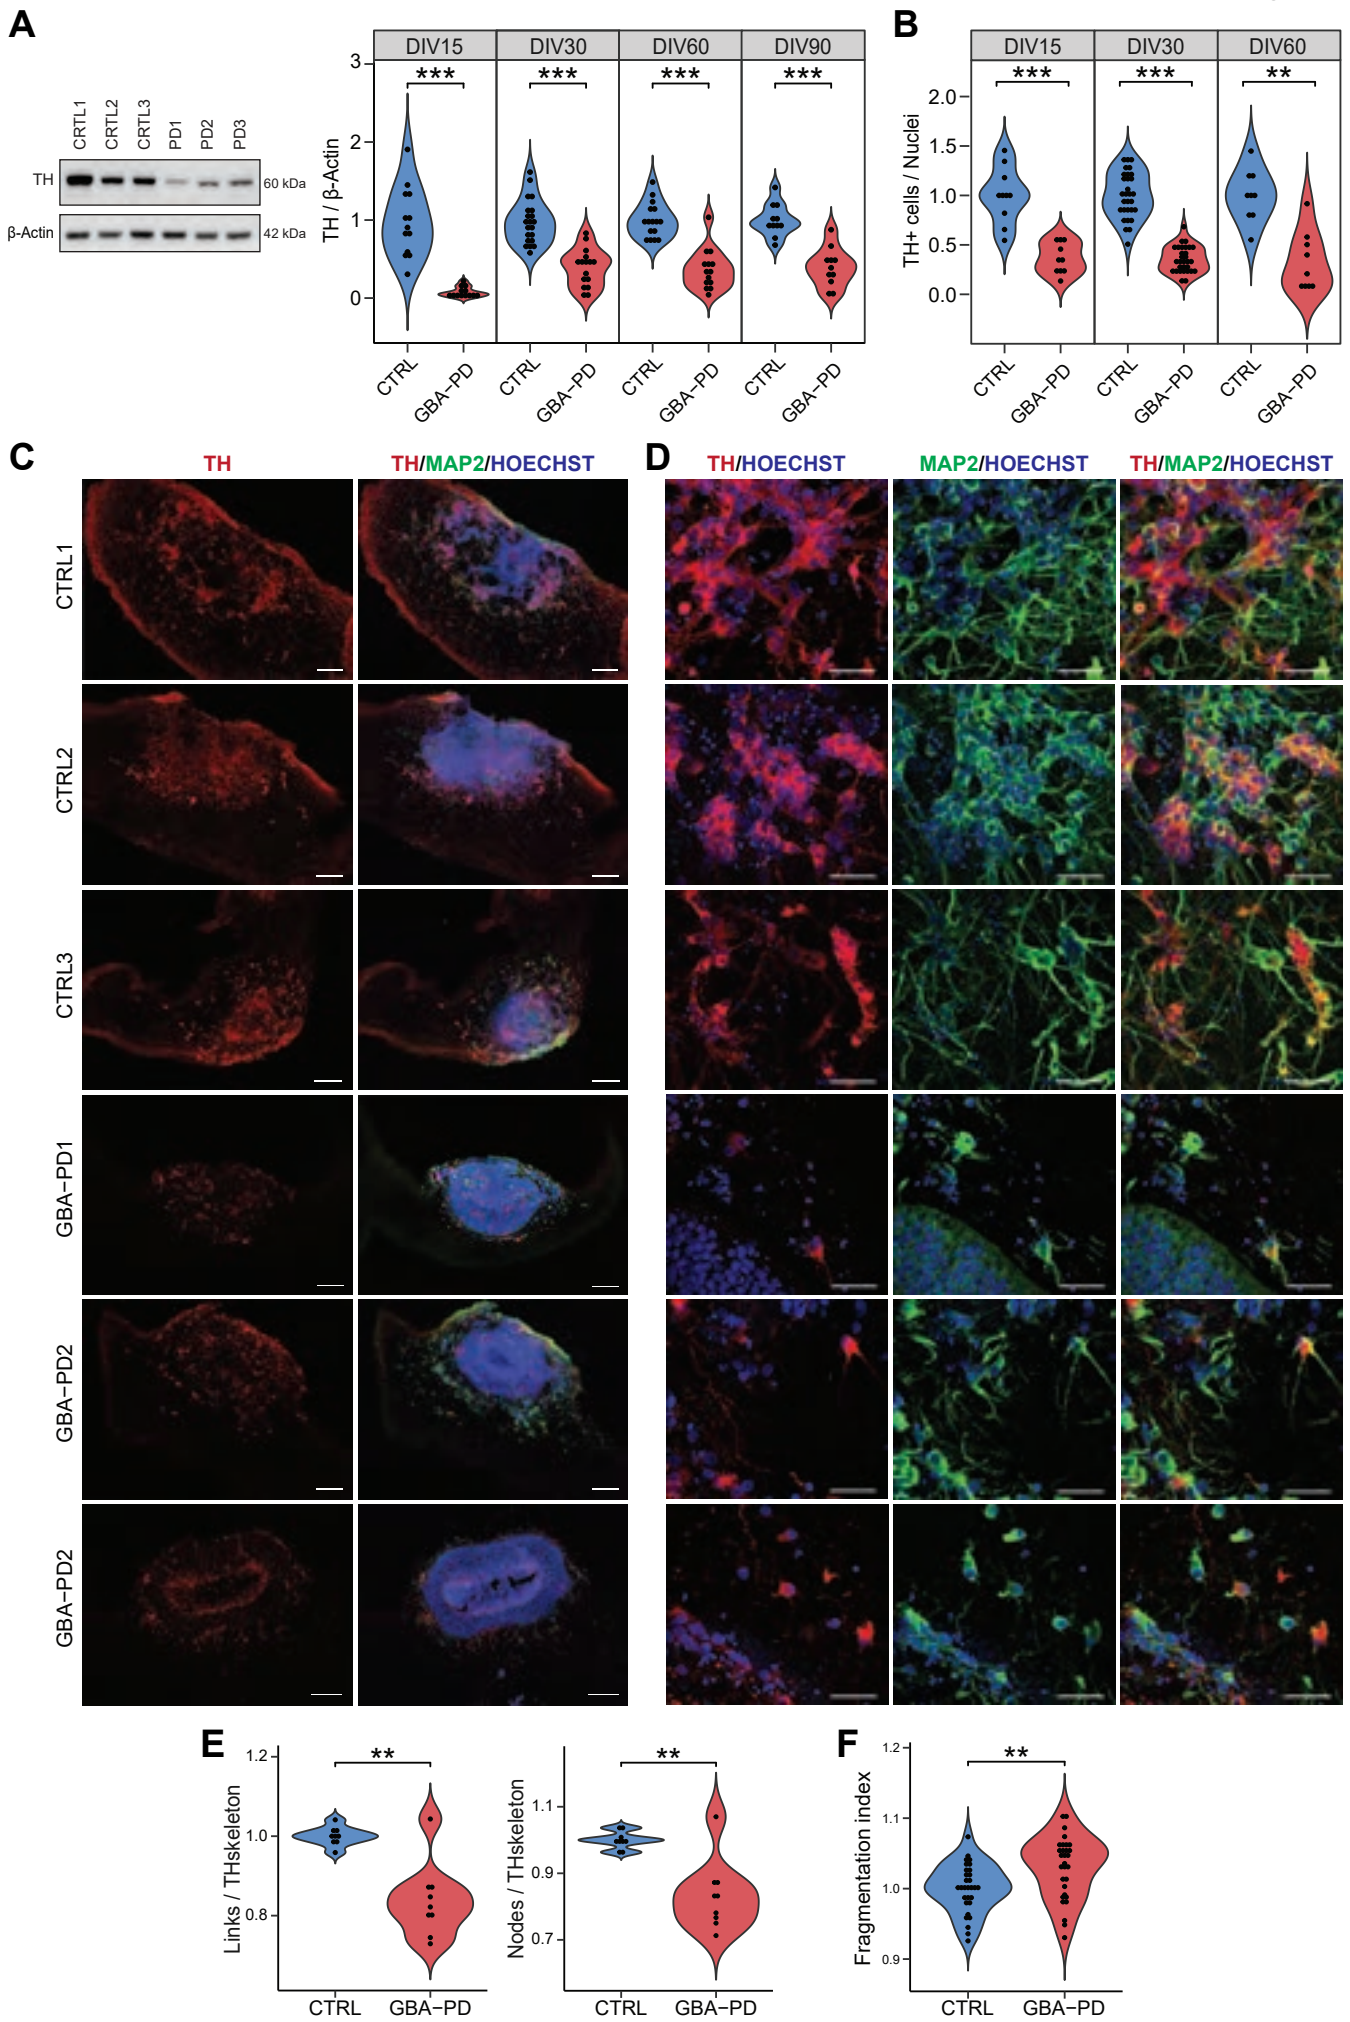 A
CRTL1
CRTL2
CRTL3
PD1
PD2
PD3
TH
60 kDa
β-Actin
42 kDa
TH / β-Actin
DIV15
DIV30
DIV60
DIV90
3
2
1
0
***
***
***
***
CTRL
GBA−PD
CTRL
GBA−PD
CTRL
GBA−PD
CTRL
GBA−PD
B
TH+ cells / Nuclei
DIV15
DIV30
DIV60
2.0
1.5
1.0
0.5
0.0
***
***
**
CTRL
GBA−PD
CTRL
GBA−PD
CTRL
GBA−PD
C
TH
TH/MAP2/HOECHST
D
TH/HOECHST
MAP2/HOECHST
TH/MAP2/HOECHST
CTRL1
CTRL2
CTRL3
GBA−PD1
GBA−PD2
GBA−PD2
E
Links / THskeleton
1.2
1.0
0.8
**
CTRL
GBA−PD
Nodes / THskeleton
1.1
0.9
0.7
**
CTRL
GBA−PD
F
Fragmentation index
1.2
1.1
1.0
0.9
**
CTRL
GBA−PD